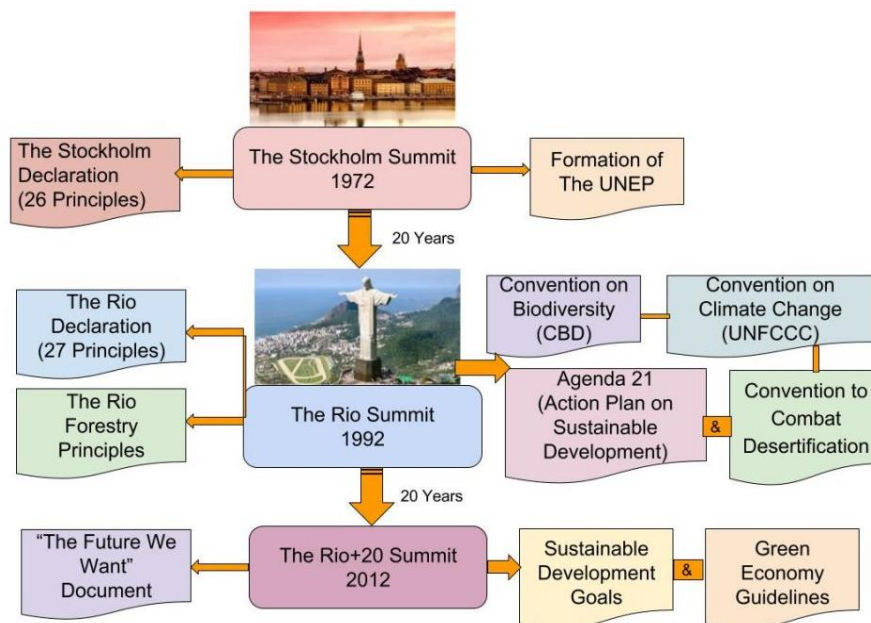 The Stockholm
Declaration
(26 Principles)
The Stockholm Summit
1972
Formation of
The UNEP
20 Years
The Rio
Declaration
(27 Principles)
Convention on
Biodiversity
(CBD)
Convention on
Climate Change
(UNFCCC)
The Rio
Forestry
Principles
The Rio Summit
1992
Agenda 21
(Action Plan on
Sustainable
Development)
&
Convention to
Combat
Desertification
20 Years
“The Future We
Want”
Document
The Rio+20 Summit
2012
Sustainable
Development
Goals
&
Green
Economy
Guidelines